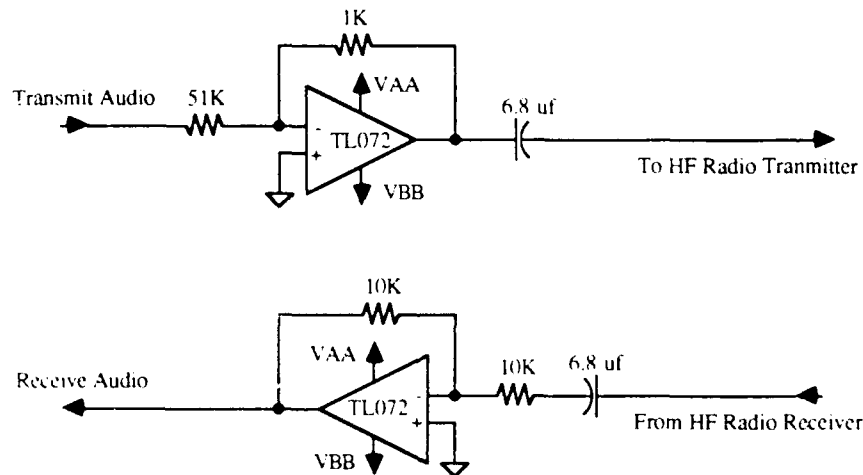 1K
Transmit Audio
51K
VAA
6.8 uf
-
TL072
+
To HF Radio Tranmitter
VBB
10K
VAA
10K
6.8 uf
Receive Audio
-
TL072
+
From HF Radio Receiver
VBB